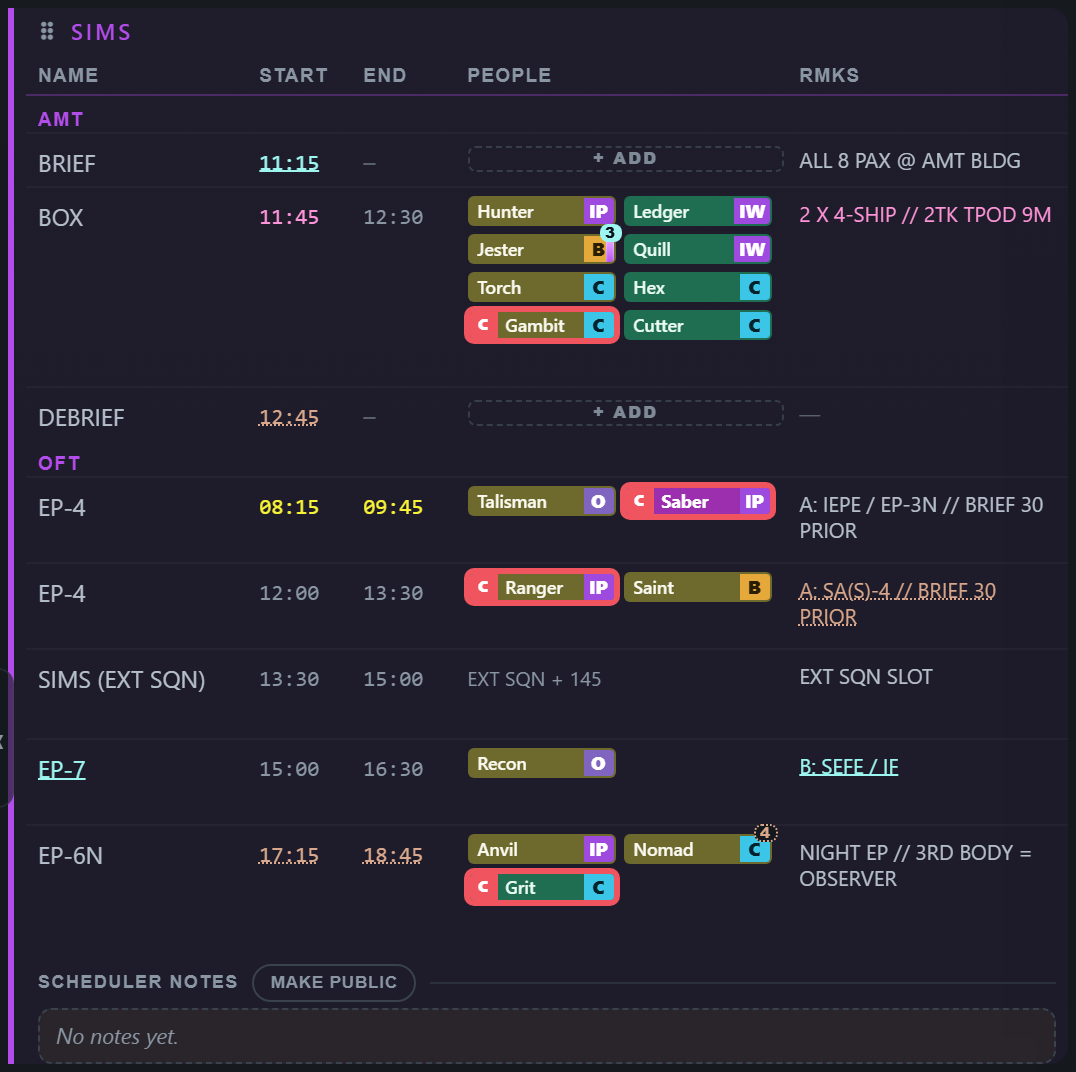 SIMS
NAME START END PEOPLE RMKS
AMT
BRIEF 11:15 — + ADD ALL 8 PAX @ AMT BLDG
BOX 11:45 12:30 Hunter IP Ledger IW 2 X 4-SHIP // 2TK TPOD 9M
3
Jester B Quill IW
Torch C Hex C
C Gambit C Cutter C
DEBRIEF 12:45 — + ADD —
OFT
EP-4 08:15 09:45 Talisman O C Saber IP A: IEPE / EP-3N // BRIEF 30
PRIOR
EP-4 12:00 13:30 C Ranger IP Saint B A: SA(S)-4 // BRIEF 30
PRIOR
SIMS (EXT SQN) 13:30 15:00 EXT SQN + 145 EXT SQN SLOT
EP-7 15:00 16:30 Recon O B: SEFE / IF
4
EP-6N 17:15 18:45 Anvil IP Nomad C NIGHT EP // 3RD BODY =
OBSERVER
C Grit C
SCHEDULER NOTES MAKE PUBLIC
No notes yet.